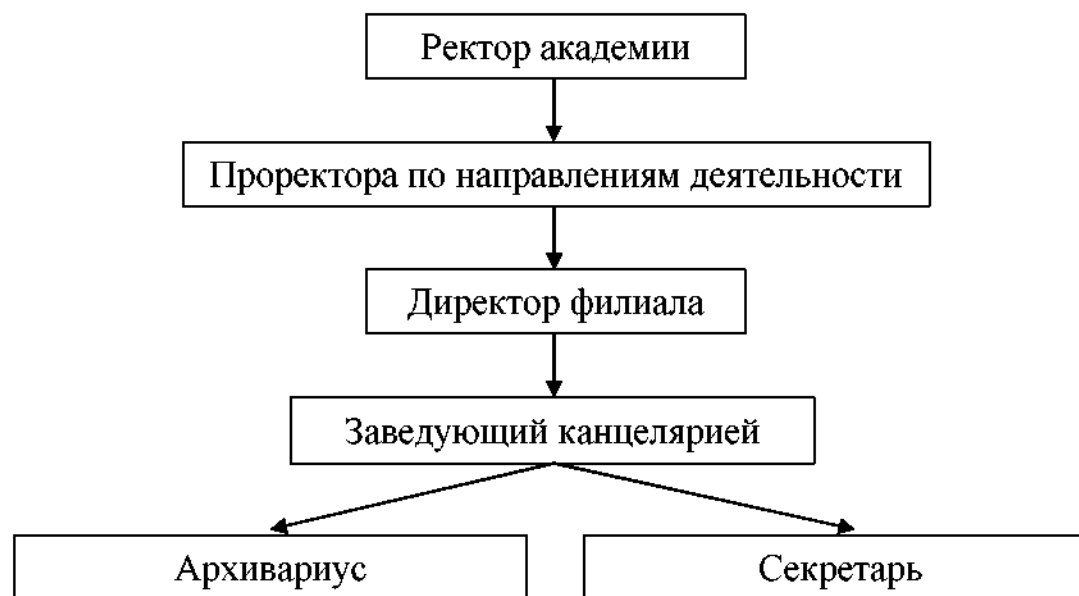 Ректор академии
Проректора по направлениям деятельности
Директор филиала
Заведующий канцелярией
Архивариус
Секретарь